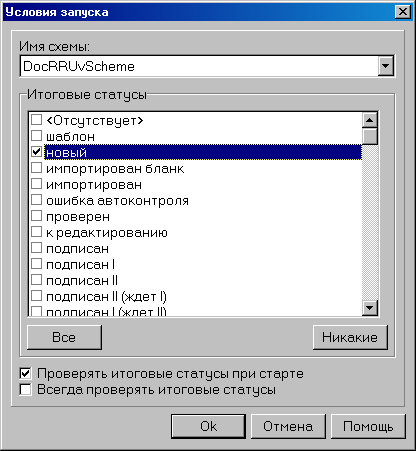 Условия запуска
Имя схемы:
DocRRUvScheme
Итоговые статусы
<Отсутствует>
шаблон
новый
импортирован бланк
импортирован
ошибка автоконтроля
проверен
к редактированию
подписан
подписан I
подписан II
подписан II (ждет I)
подписан I (ждет II)
Все
Никакие
Проверять итоговые статусы при старте
Всегда проверять итоговые статусы
Ok
Отмена
Помощь